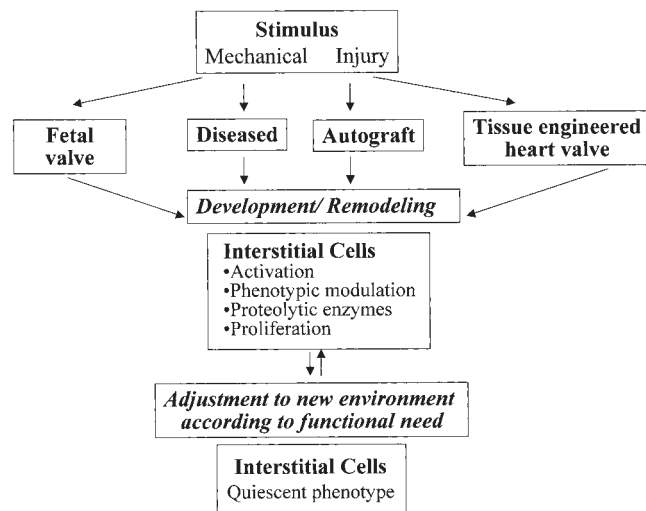 Stimulus
Mechanical Injury
Fetal
valve
Diseased
Autograft
Tissue engineered
heart valve
Development/ Remodeling
Interstitial Cells
•Activation
•Phenotypic modulation
•Proteolytic enzymes
•Proliferation
Adjustment to new environment
according to functional need
Interstitial Cells
Quiescent phenotype